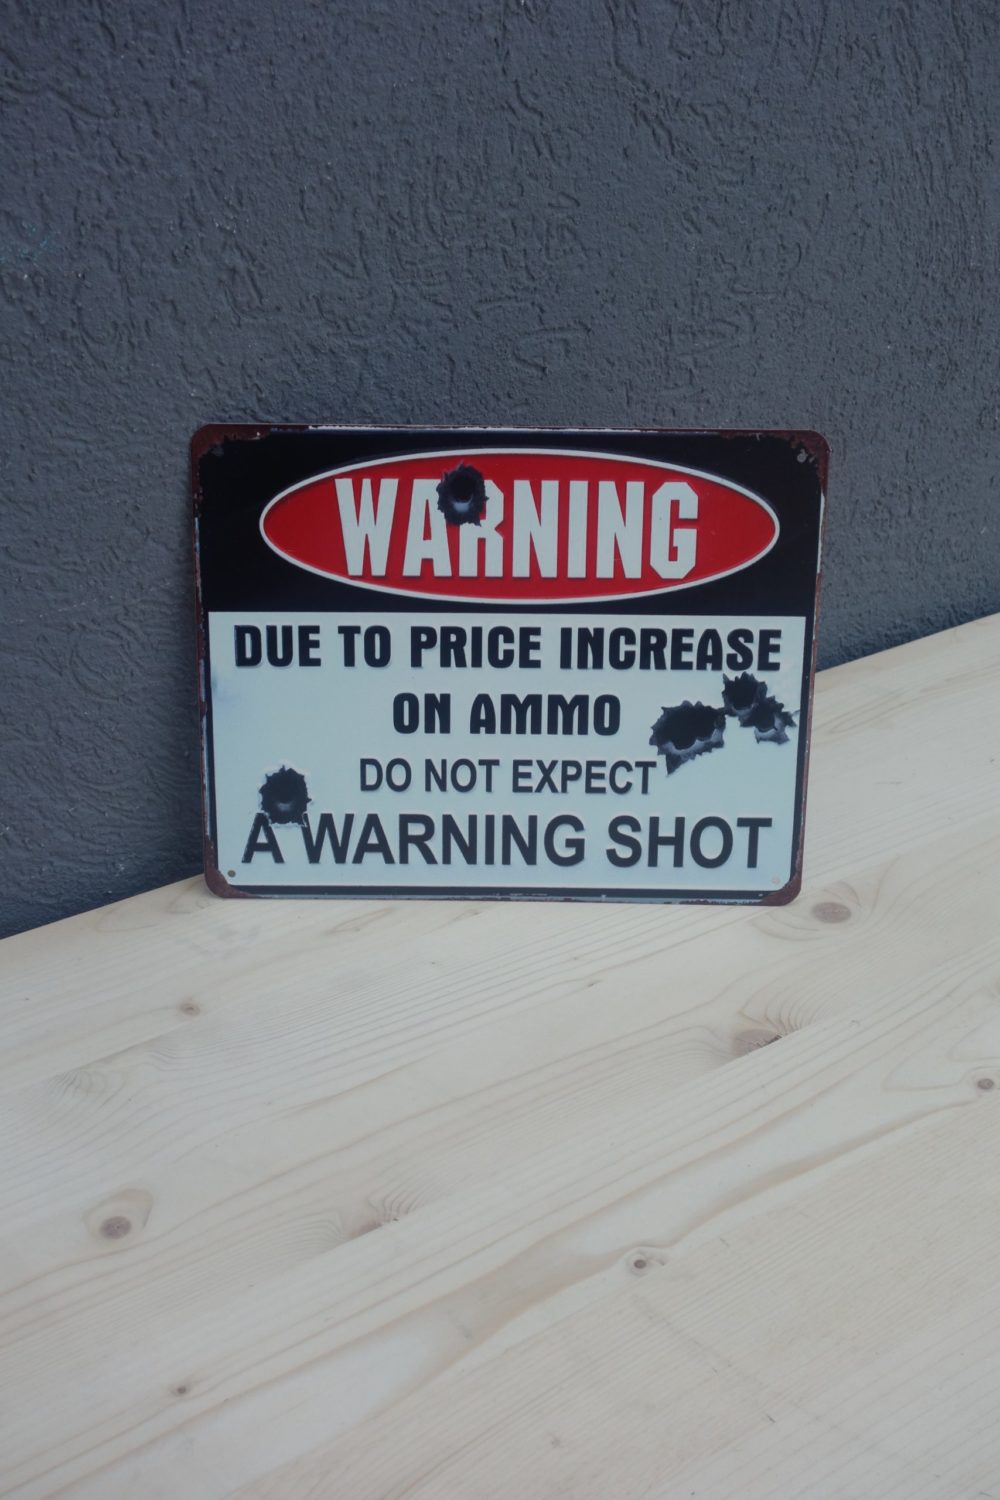 WARNING
DUE TO PRICE INCREASE
ON AMMO
DO NOT EXPECT
A WARNING SHOT